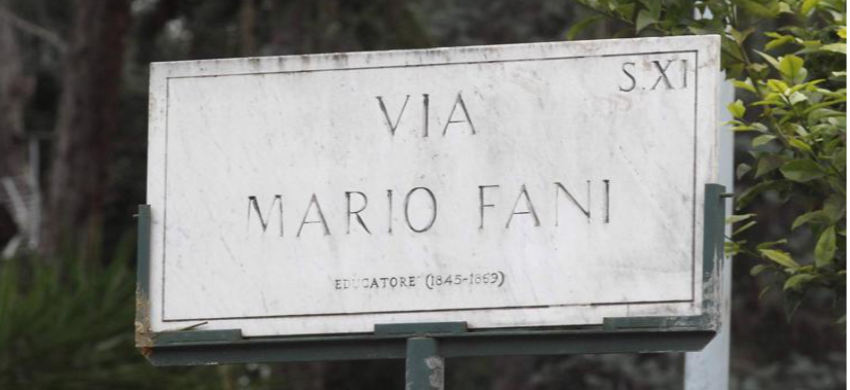 S. XI
VIA
MARIO FANI
EDUCATORE (1845-1869)